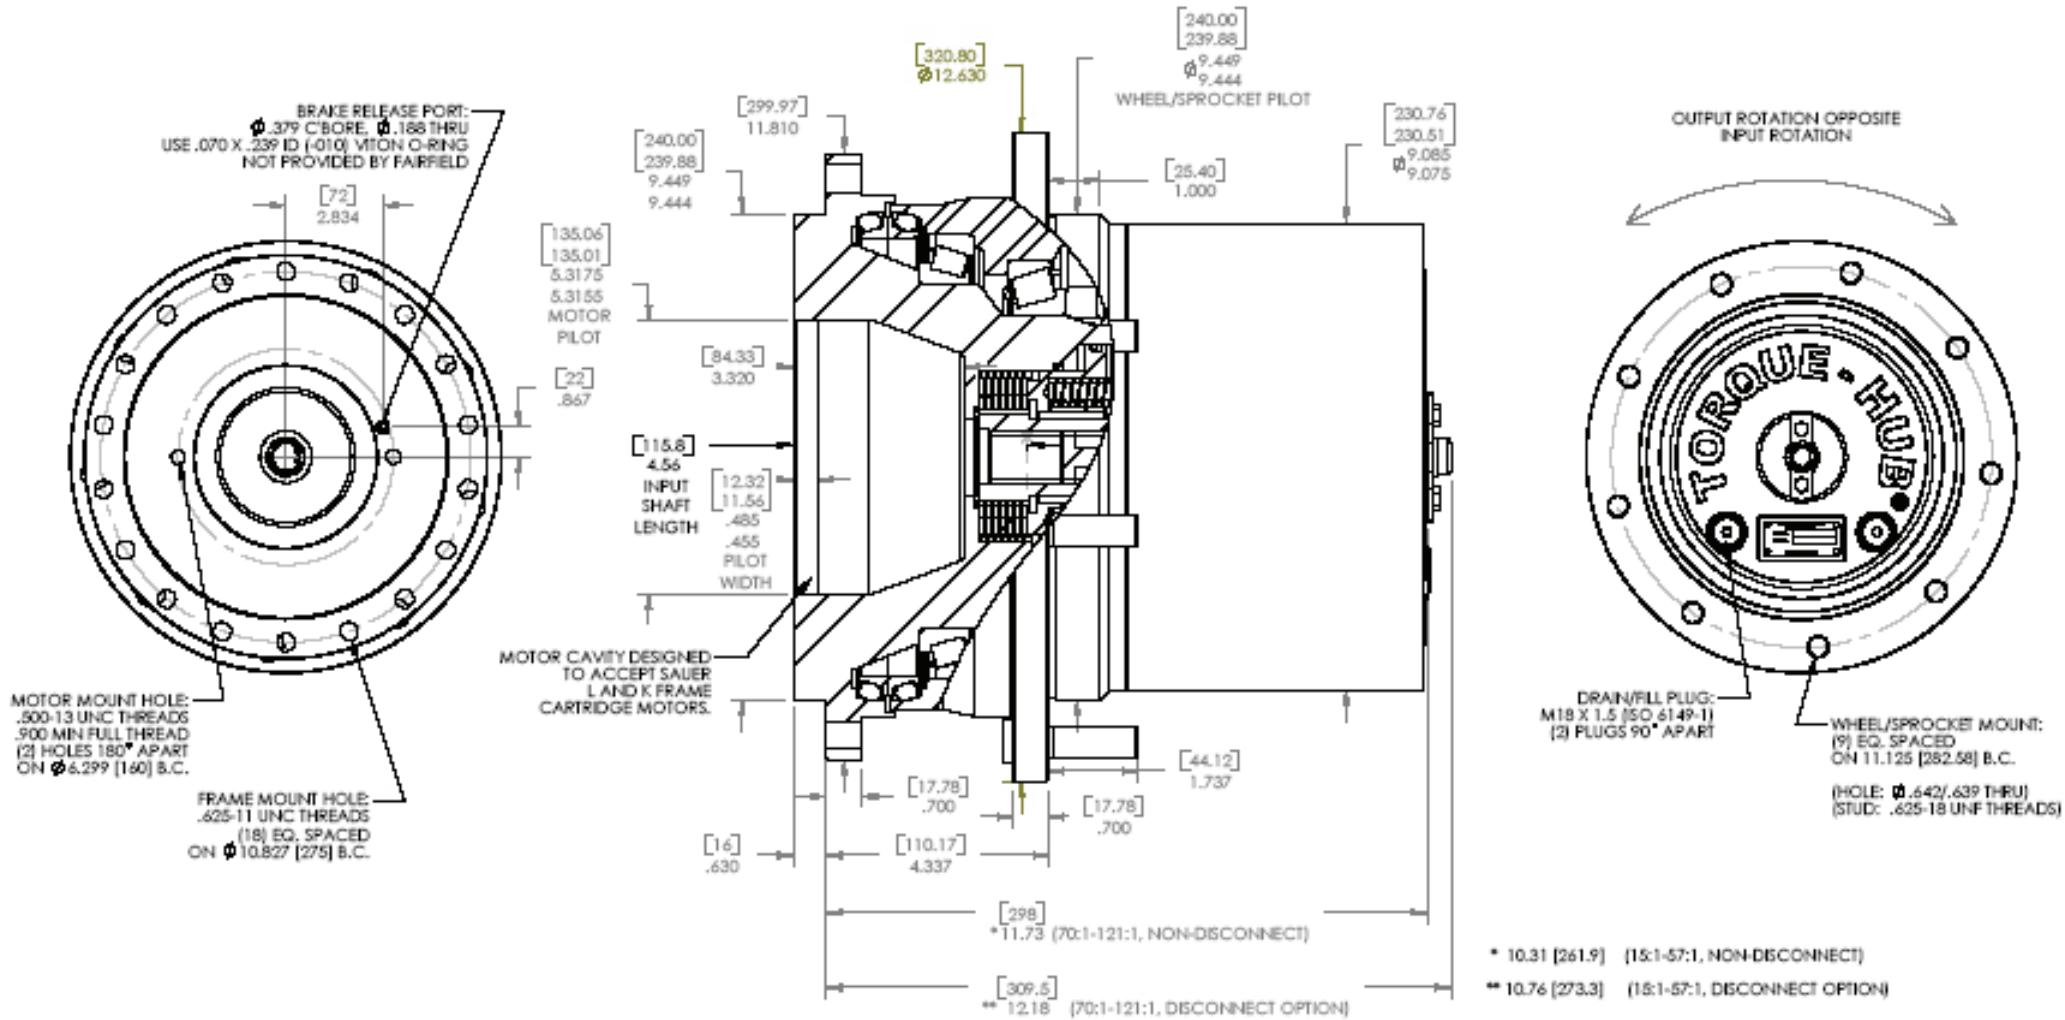 BRAKE RELEASE PORT:
Ø.379 C'BORE, Ø.188 THRU
USE .070 X .239 ID (-010) VITON O-RING
NOT PROVIDED BY FAIRFIELD
[72]
2.834
[22]
.867
MOTOR MOUNT HOLE:
.500-13 UNC THREADS
.900 MIN FULL THREAD
(2) HOLES 180° APART
ON Ø6.299 [160] B.C.
FRAME MOUNT HOLE:
.625-11 UNC THREADS
(18) EQ. SPACED
ON Ø10.827 [275] B.C.
[320.80]
Ø12.630
[240.00]
[239.88]
Ø9.449
9.444
WHEEL/SPROCKET PILOT
[299.97]
11.810
[240.00]
[239.88]
9.449
9.444
[230.76]
[230.51]
Ø9.085
9.075
[25.40]
1.000
[135.06]
[135.01]
5.3175
5.3155
MOTOR
PILOT
[84.33]
3.320
[115.8]
4.56
INPUT
SHAFT
LENGTH
[12.32]
[11.56]
.485
.455
PILOT
WIDTH
MOTOR CAVITY DESIGNED
TO ACCEPT SAUER
L AND K FRAME
CARTRIDGE MOTORS.
[44.12]
1.737
[17.78]
.700
[17.78]
.700
[16]
.630
[110.17]
4.337
[298]
*11.73 (70:1-121:1, NON-DISCONNECT)
[309.5]
** 12.18 (70:1-121:1, DISCONNECT OPTION)
OUTPUT ROTATION OPPOSITE
INPUT ROTATION
TORQUE-HUB
DRAIN/FILL PLUG:
M18 X 1.5 (ISO 6149-1)
(2) PLUGS 90° APART
WHEEL/SPROCKET MOUNT:
(9) EQ. SPACED
ON 11.125 [282.58] B.C.
(HOLE: Ø.642/.639 THRU)
(STUD: .625-18 UNF THREADS)
* 10.31 [261.9] (15:1-57:1, NON-DISCONNECT)
** 10.76 [273.3] (15:1-57:1, DISCONNECT OPTION)